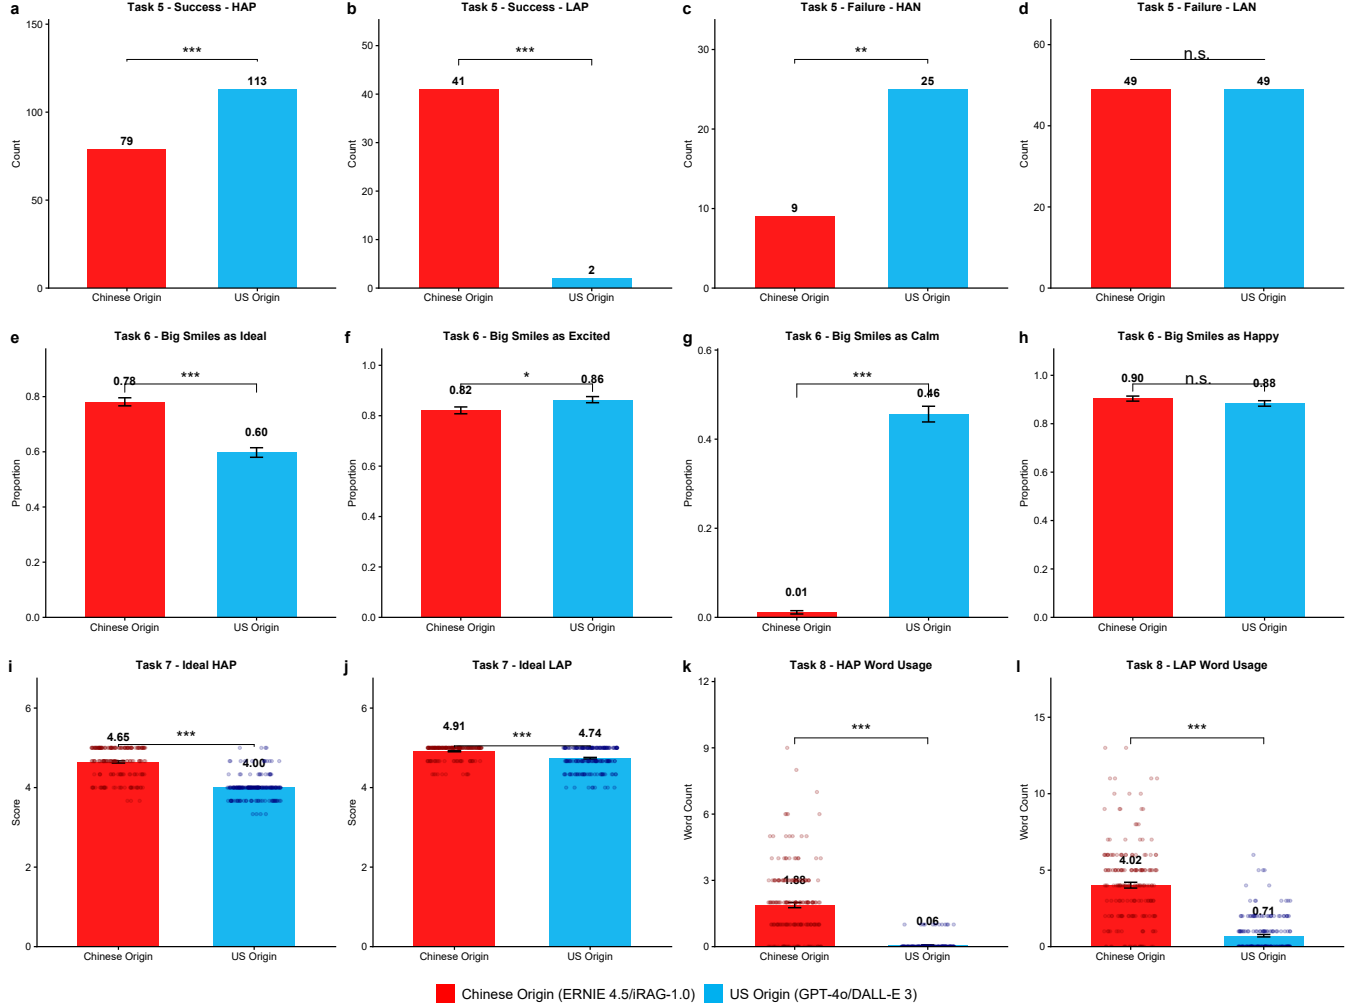 a Task 5 - Success - HAP
Count
150
100
50
0
***
79
113
Chinese Origin US Origin
b Task 5 - Success - LAP
Count
50
40
30
20
10
0
***
41
2
Chinese Origin US Origin
c Task 5 - Failure - HAN
Count
30
20
10
0
**
9
25
Chinese Origin US Origin
d Task 5 - Failure - LAN
Count
60
40
20
0
n.s.
49
49
Chinese Origin US Origin
e Task 6 - Big Smiles as Ideal
Proportion
0.8
0.6
0.4
0.2
0.0
***
0.78
0.60
Chinese Origin US Origin
f Task 6 - Big Smiles as Excited
Proportion
1.0
0.8
0.6
0.4
0.2
0.0
*
0.82
0.86
Chinese Origin US Origin
g Task 6 - Big Smiles as Calm
Proportion
0.6
0.4
0.2
0.0
***
0.01
0.46
Chinese Origin US Origin
h Task 6 - Big Smiles as Happy
Proportion
1.0
0.8
0.6
0.4
0.2
0.0
n.s.
0.90
0.88
Chinese Origin US Origin
i Task 7 - Ideal HAP
Score
6
4
2
0
***
4.65
4.00
Chinese Origin US Origin
j Task 7 - Ideal LAP
Score
6
4
2
0
***
4.91
4.74
Chinese Origin US Origin
k Task 8 - HAP Word Usage
Word Count
12
9
6
3
0
***
1.88
0.06
Chinese Origin US Origin
l Task 8 - LAP Word Usage
Word Count
15
10
5
0
***
4.02
0.71
Chinese Origin US Origin
Chinese Origin (ERNIE 4.5/iRAG-1.0) US Origin (GPT-4o/DALL-E 3)